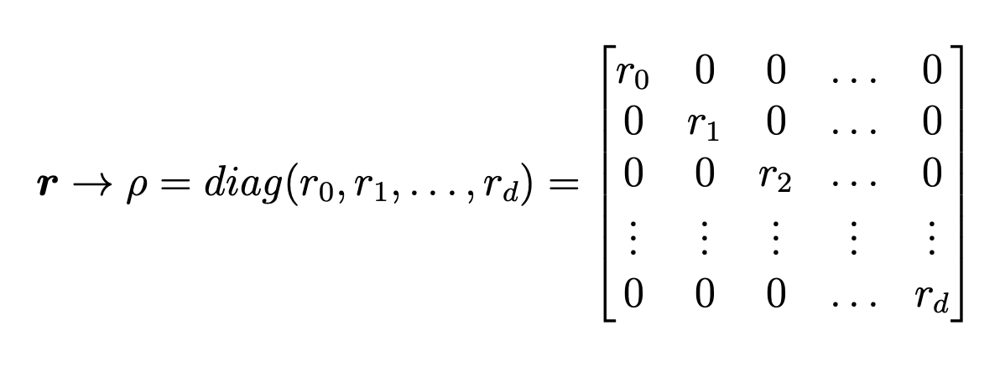 r → ρ = diag(r₀, r₁, . . . , r_d) =
r₀ 0 0 . . . 0
0 r₁ 0 . . . 0
0 0 r₂ . . . 0
⋮ ⋮ ⋮ ⋮ ⋮
0 0 0 . . . r_d